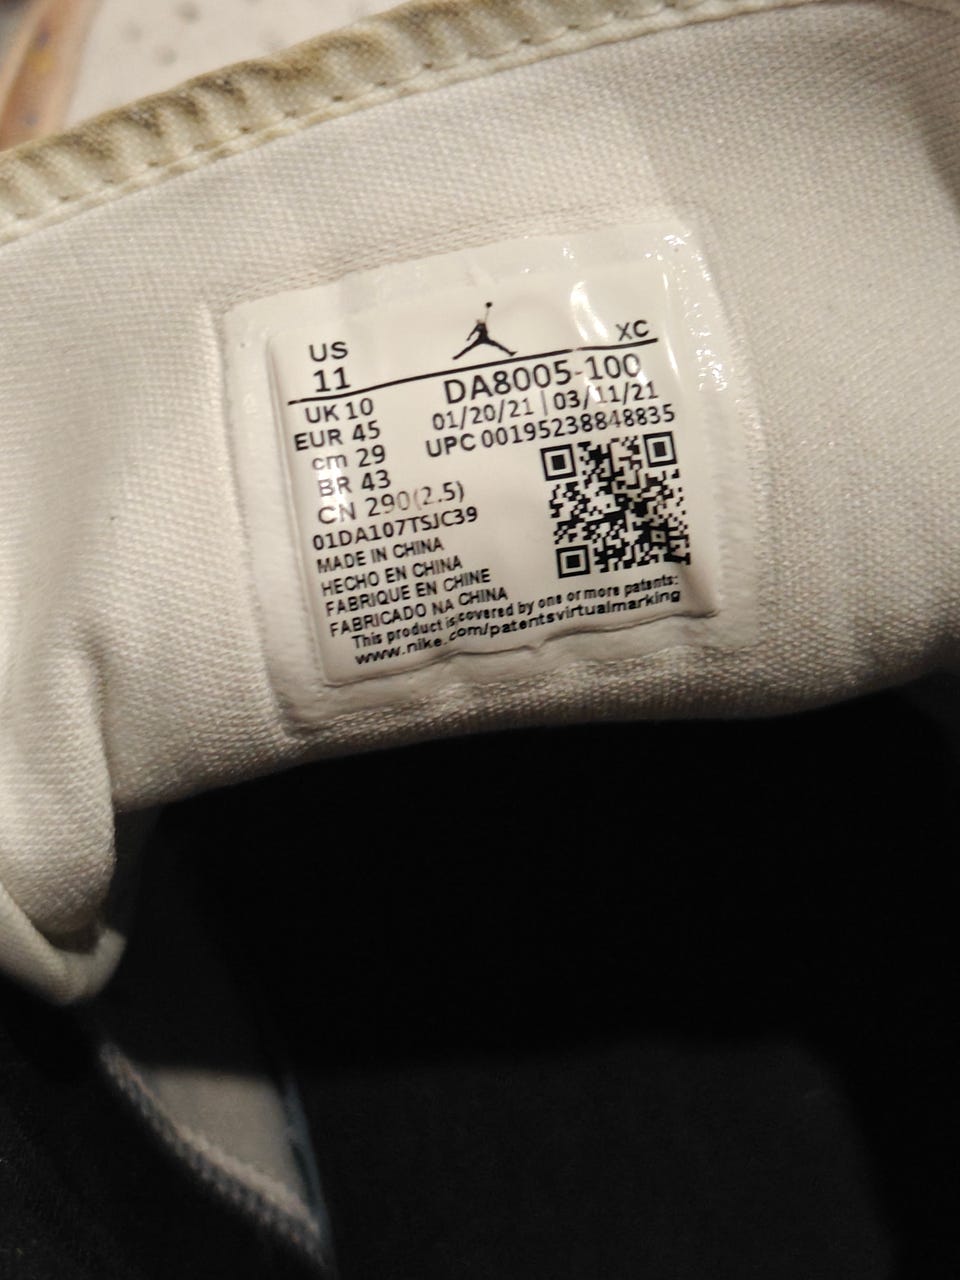 US
11
XC
UK 10
EUR 45
cm 29
BR 43
CN 290(2.5)
DA8005-100
01/20/21 | 03/11/21
UPC 00195238848835
01DA107TSJC39
MADE IN CHINA
HECHO EN CHINA
FABRIQUE EN CHINE
FABRICADO NA CHINA
This product is covered by one or more patents:
www.nike.com/patentsvirtualmarking